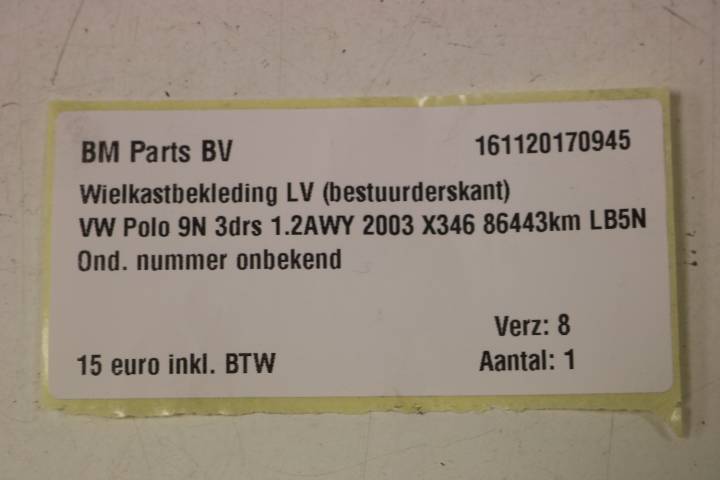 BM Parts BV 161120170945
Wielkastbekleding LV (bestuurderskant)
VW Polo 9N 3drs 1.2AWY 2003 X346 86443km LB5N
Ond. nummer onbekend
Verz: 8
15 euro inkl. BTW Aantal: 1